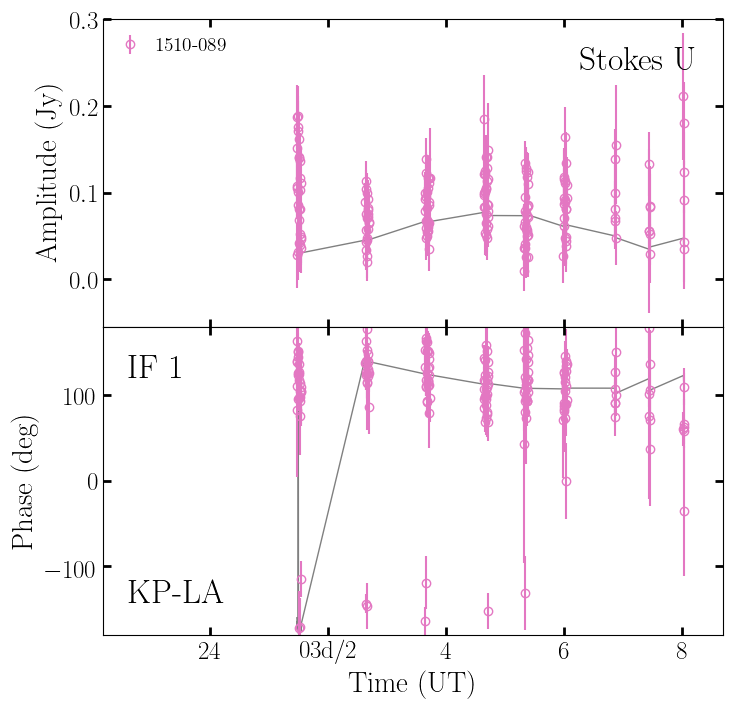 0.3
1510-089
Stokes U
0.2
0.1
0.0
Amplitude (Jy)
IF 1
100
0
−100
Phase (deg)
KP-LA
24 03d/2 4 6 8
Time (UT)